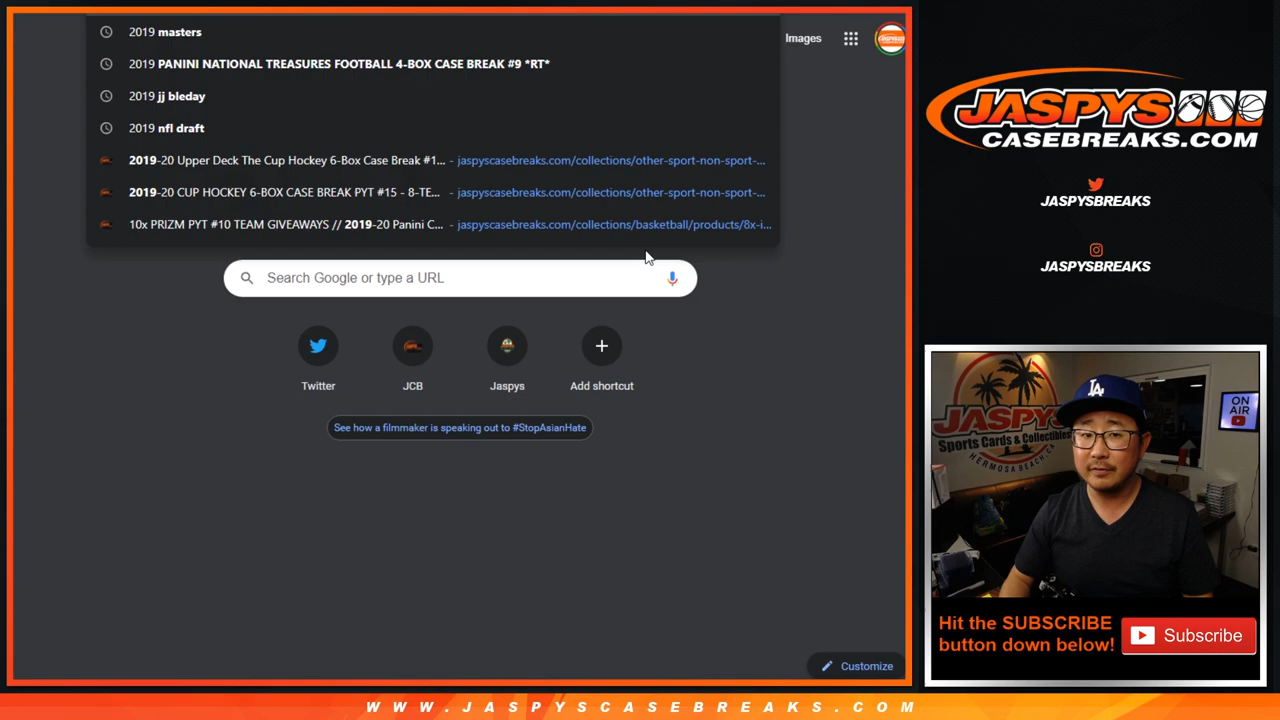 2019 masters
Images
2019 PANINI NATIONAL TREASURES FOOTBALL 4-BOX CASE BREAK #9 *RT*
2019 jj bleday
2019 nfl draft
2019-20 Upper Deck The Cup Hockey 6-Box Case Break #1... - jaspyscasebreaks.com/collections/other-sport-non-sport-...
2019-20 CUP HOCKEY 6-BOX CASE BREAK PYT #15 - 8-TE... - jaspyscasebreaks.com/collections/other-sport-non-sport-...
10x PRIZM PYT #10 TEAM GIVEAWAYS // 2019-20 Panini C... - jaspyscasebreaks.com/collections/basketball/products/8x-i...
Search Google or type a URL
Twitter
JCB
Jaspys
Add shortcut
See how a filmmaker is speaking out to #StopAsianHate
Customize
JASPYS
CASEBREAKS.COM
JASPYSBREAKS
JASPYSBREAKS
JASPYS
Sports Cards & Collectibles
HERMOSA BEACH, CA
LA
ON
AIR
Hit the SUBSCRIBE
button down below!
Subscribe
WWW.JASPYSCASEBREAKS.COM